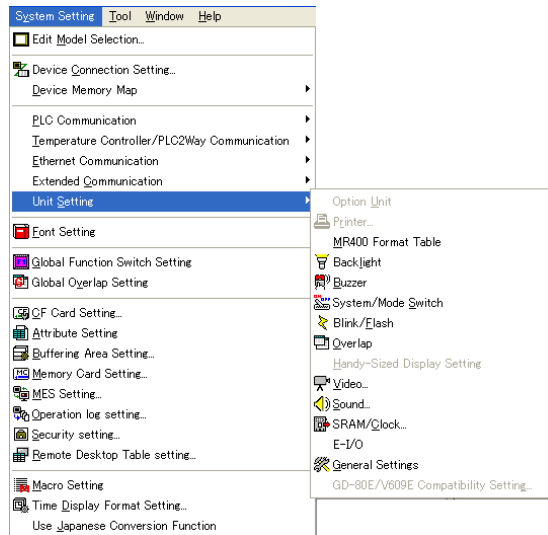 System Setting Tool Window Help
Edit Model Selection...
Device Connection Setting...
Device Memory Map
PLC Communication
Temperature Controller/PLC2Way Communication
Ethernet Communication
Extended Communication
Unit Setting
Font Setting
Global Function Switch Setting
Global Overlap Setting
CF Card Setting...
Attribute Setting
Buffering Area Setting...
Memory Card Setting...
MES Setting...
Operation log setting...
Security setting...
Remote Desktop Table setting...
Macro Setting
Time Display Format Setting...
Use Japanese Conversion Function
Option Unit
Printer...
MR400 Format Table
Backlight
Buzzer
System/Mode Switch
Blink/Flash
Overlap
Handy-Sized Display Setting
Video...
Sound...
SRAM/Clock...
E-I/O
General Settings
GD-80E/V609E Compatibility Setting...